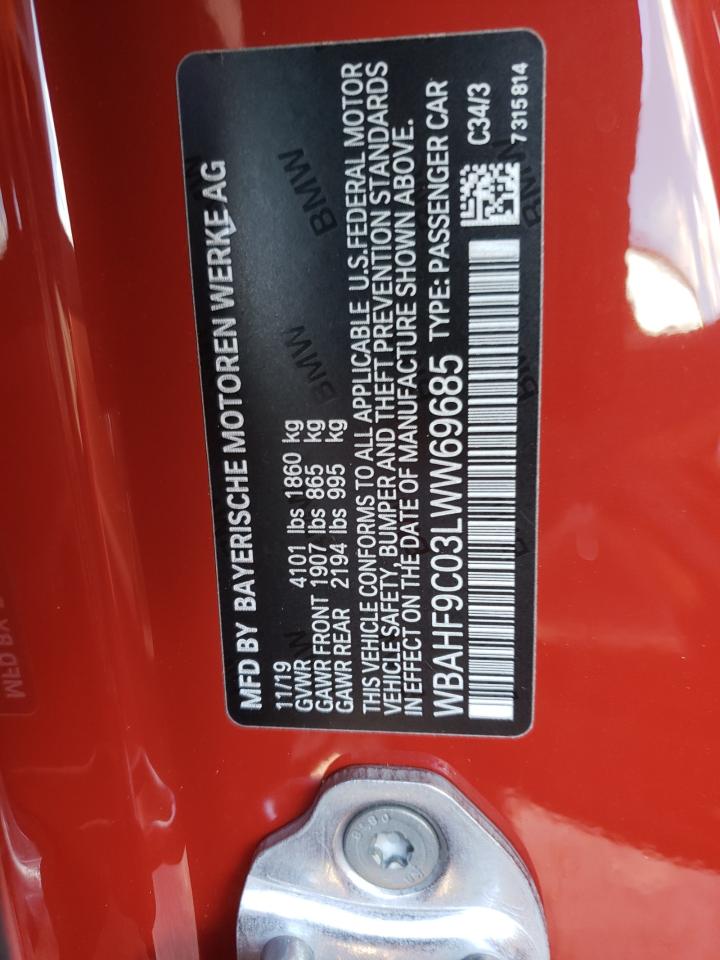 MFD BY BAYERISCHE MOTOREN WERKE AG
11/19
GVWR 4101 lbs 1860 kg
GAWR FRONT 1907 lbs 865 kg
GAWR REAR 2194 lbs 995 kg
THIS VEHICLE CONFORMS TO ALL APPLICABLE U.S.FEDERAL MOTOR
VEHICLE SAFETY, BUMPER AND THEFT PREVENTION STANDARDS
IN EFFECT ON THE DATE OF MANUFACTURE SHOWN ABOVE.
WBAHF9C03LWW69685 TYPE: PASSENGER CAR
C34/3
7315814
BMW
BMW